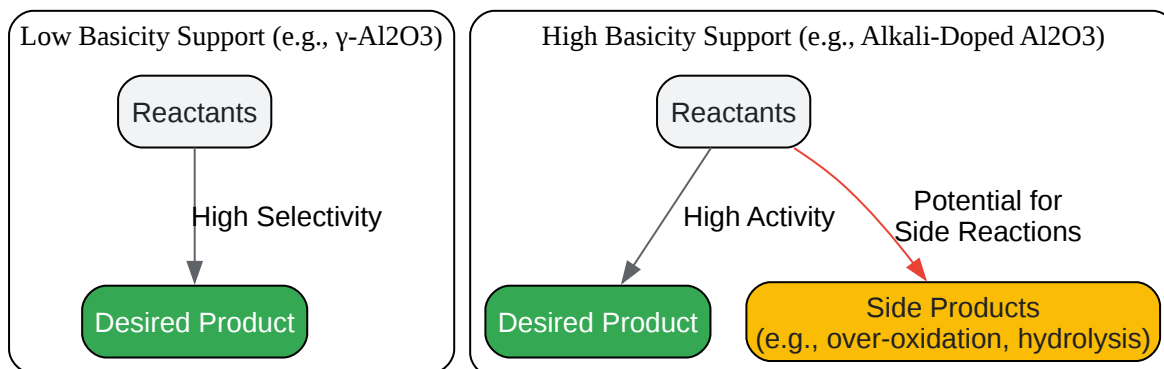 Low Basicity Support (e.g., γ-Al2O3)
Reactants
High Selectivity
Desired Product
High Basicity Support (e.g., Alkali-Doped Al2O3)
Reactants
High Activity
Potential for
Side Reactions
Desired Product
Side Products
(e.g., over-oxidation, hydrolysis)